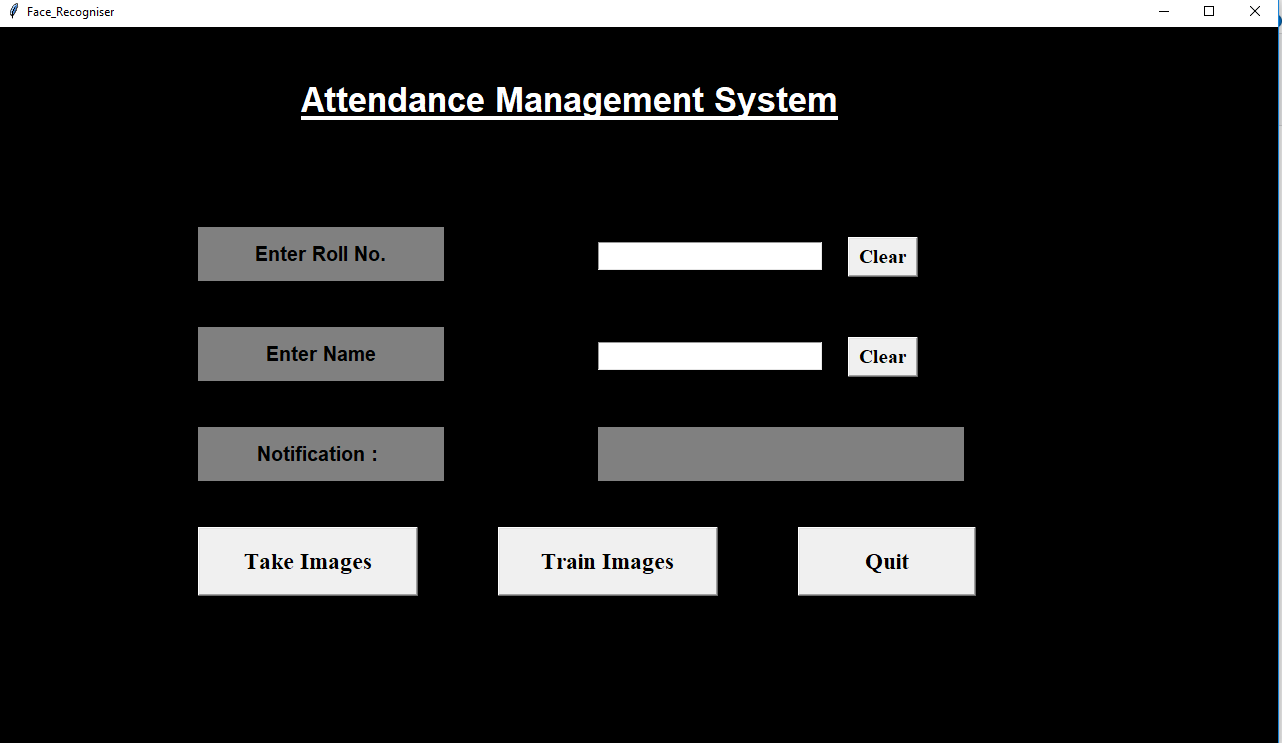 Face_Recogniser
Attendance Management System
Enter Roll No.
Clear
Enter Name
Clear
Notification :
Take Images
Train Images
Quit